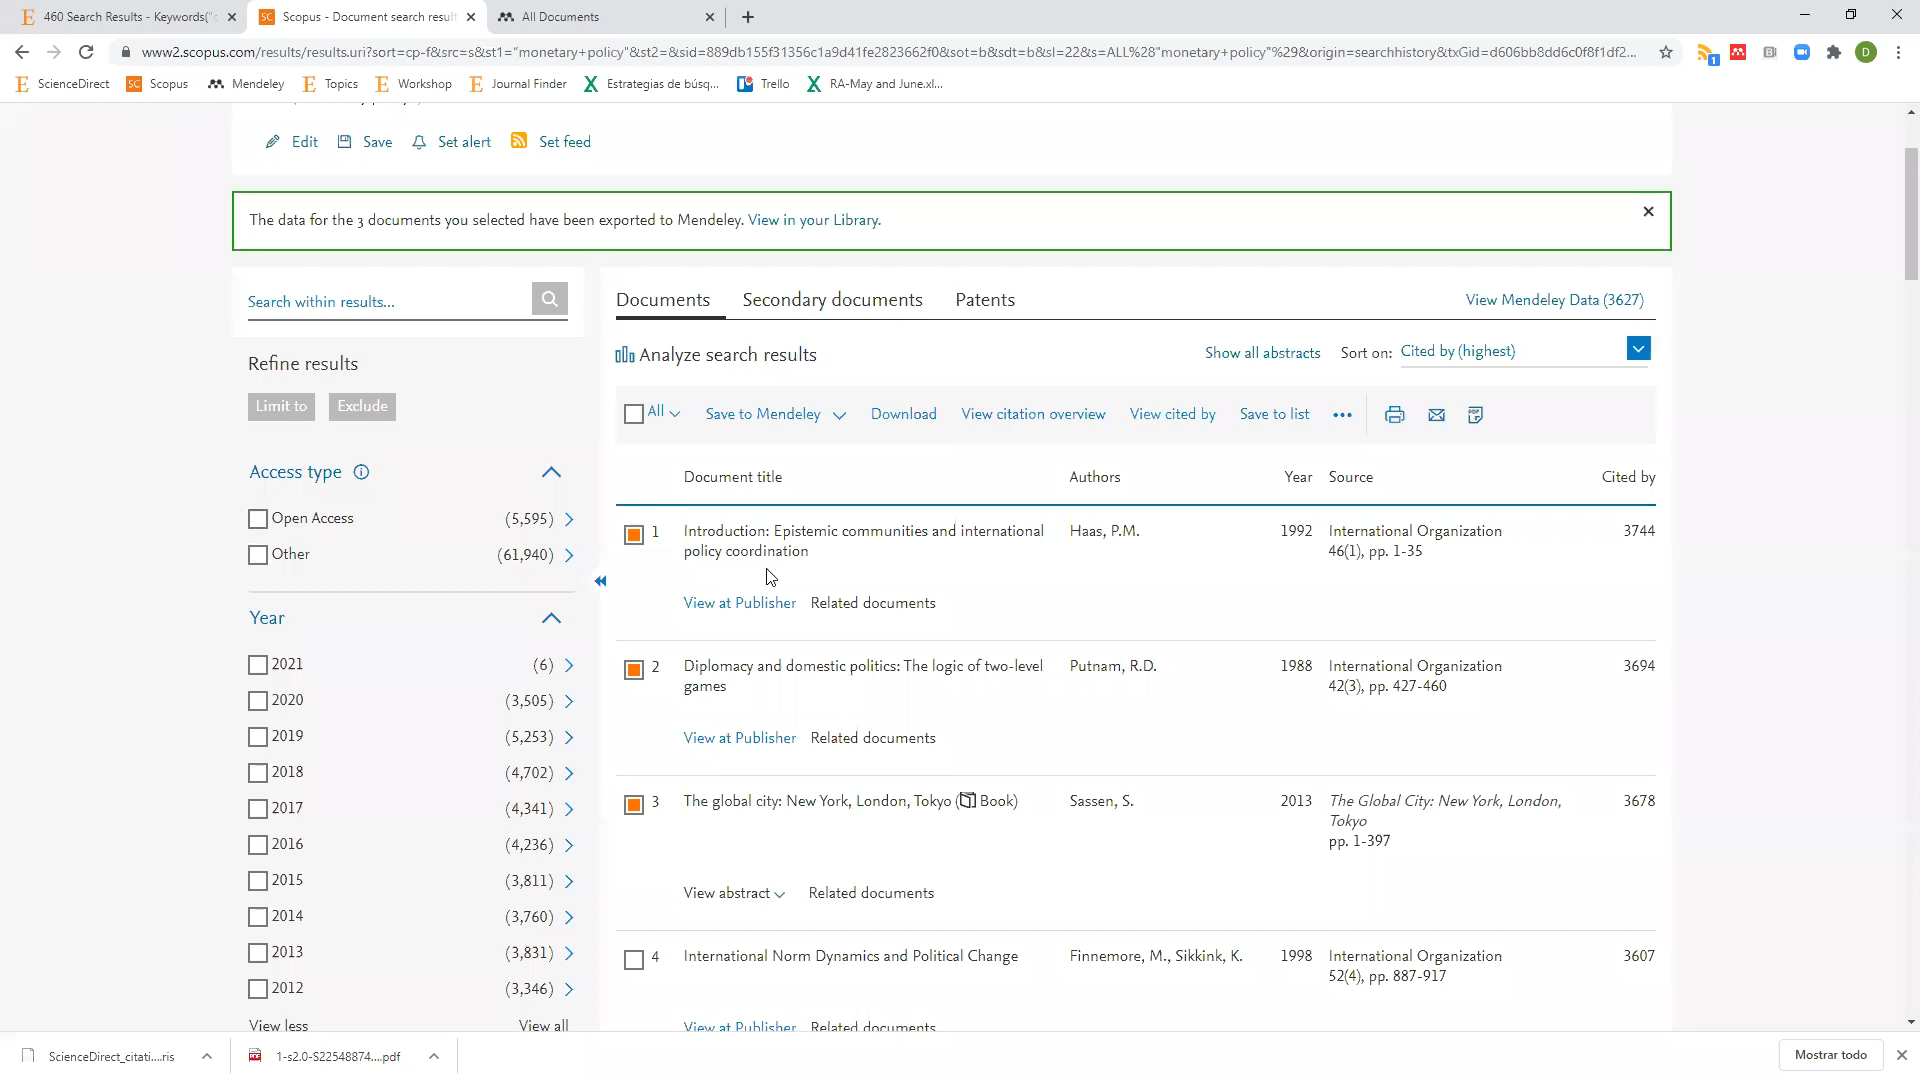 460 Search Results - Keywords("c
Scopus - Document search result
All Documents
www2.scopus.com/results/results.uri?sort=cp-f&src=s&st1="monetary+policy"&st2=&sid=889db155f31356c1a9d41fe2823662f0&sot=b&sdt=b&sl=22&s=ALL%28"monetary+policy"%29&origin=searchhistory&txGid=d606bb8dd6c0f8f1df2...
ScienceDirect
Scopus
Mendeley
Topics
Workshop
Journal Finder
Estrategias de búsq...
Trello
RA-May and June.xl...
Edit
Save
Set alert
Set feed
The data for the 3 documents you selected have been exported to Mendeley. View in your Library.
Search within results...
Documents
Secondary documents
Patents
View Mendeley Data (3627)
Refine results
Limit to
Exclude
Analyze search results
Show all abstracts
Sort on: Cited by (highest)
All
Save to Mendeley
Download
View citation overview
View cited by
Save to list
Access type
Open Access (5,595)
Other (61,940)
Year
2021 (6)
2020 (3,505)
2019 (5,253)
2018 (4,702)
2017 (4,341)
2016 (4,236)
2015 (3,811)
2014 (3,760)
2013 (3,831)
2012 (3,346)
View less
View all
Document title Authors Year Source Cited by
1 Introduction: Epistemic communities and international Haas, P.M. 1992 International Organization 3744
policy coordination 46(1), pp. 1-35
View at Publisher Related documents
2 Diplomacy and domestic politics: The logic of two-level Putnam, R.D. 1988 International Organization 3694
games 42(3), pp. 427-460
View at Publisher Related documents
3 The global city: New York, London, Tokyo (Book) Sassen, S. 2013 The Global City: New York, London, 3678
Tokyo
pp. 1-397
View abstract Related documents
4 International Norm Dynamics and Political Change Finnemore, M., Sikkink, K. 1998 International Organization 3607
52(4), pp. 887-917
View at Publisher Related documents
ScienceDirect_citati....ris
1-s2.0-S22548874....pdf
Mostrar todo